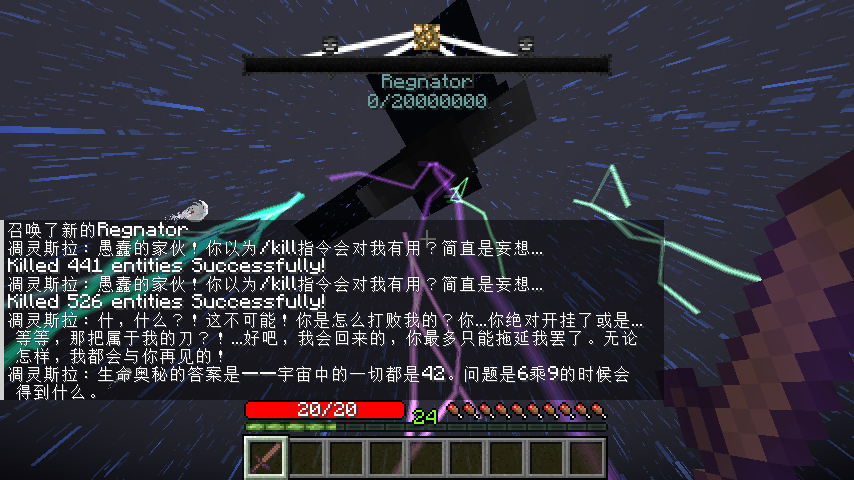 Regnator
0/20000000
召唤了新的Regnator
凋灵斯拉：愚蠢的家伙！你以为/kill指令会对我有用？简直是妄想...
Killed 441 entities Successfully!
凋灵斯拉：愚蠢的家伙！你以为/kill指令会对我有用？简直是妄想...
Killed 526 entities Successfully!
凋灵斯拉：什，什么？！这不可能！你是怎么打败我的？你...你绝对开挂了或是...
等等，那把属于我的刀？！...好吧，我会回来的，你最多只能拖延我罢了。无论
怎样，我都会与你再见的！
凋灵斯拉：生命奥秘的答案是一一宇宙中的一切都是42。问题是6乘9的时候会
得到什么。
20/20
24